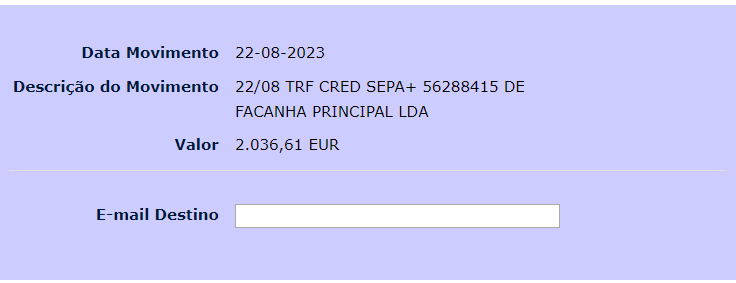 Data Movimento 22-08-2023
Descrição do Movimento 22/08 TRF CRED SEPA+ 56288415 DE
FACANHA PRINCIPAL LDA
Valor 2.036,61 EUR
E-mail Destino